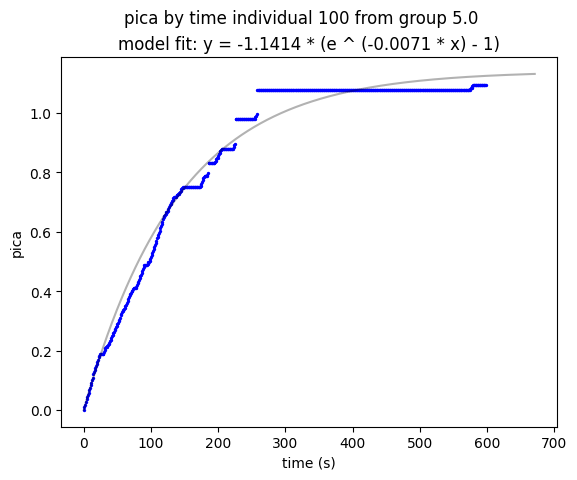 pica by time individual 100 from group 5.0
model fit: y = -1.1414 * (e ^ (-0.0071 * x) - 1)
1.0
0.8
0.6
0.4
0.2
0.0
pica
0 100 200 300 400 500 600 700
time (s)